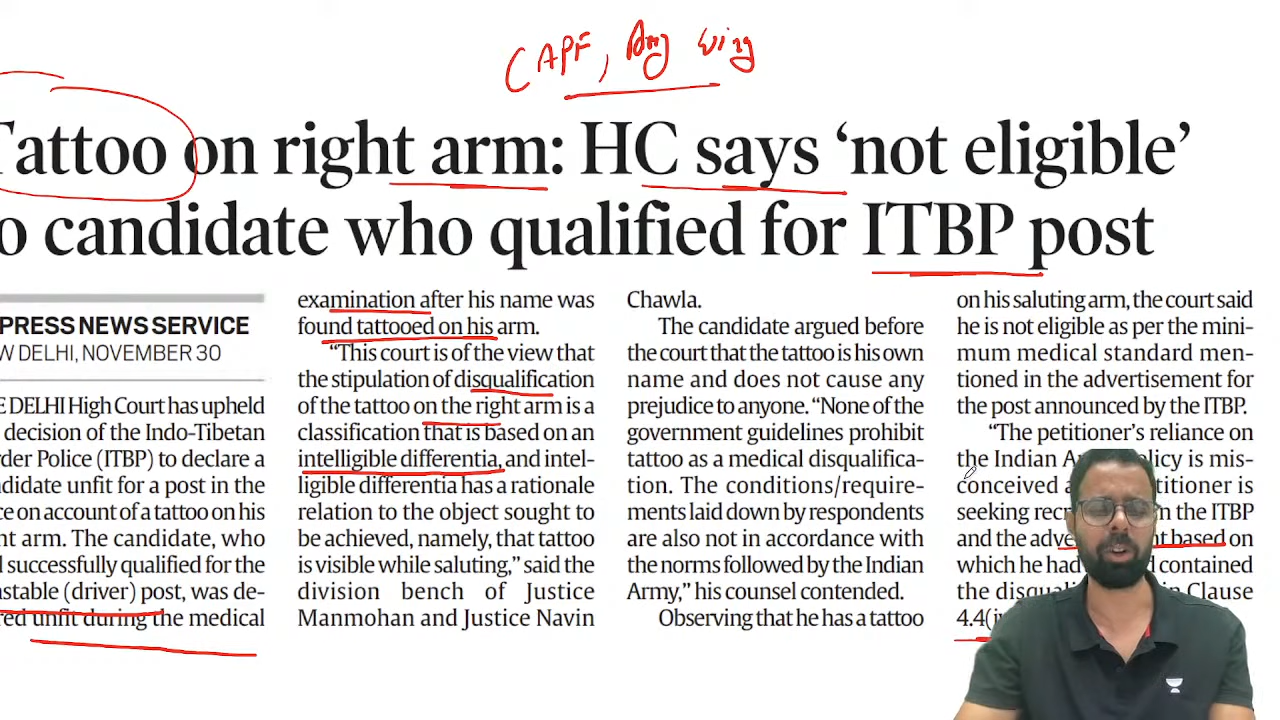 CAPF, Any wing
Tattoo on right arm: HC says ‘not eligible’
o candidate who qualified for ITBP post
PRESS NEWS SERVICE
W DELHI, NOVEMBER 30
E DELHI High Court has upheld
decision of the Indo-Tibetan
der Police (ITBP) to declare a
ndidate unfit for a post in the
ce on account of a tattoo on his
ht arm. The candidate, who
d successfully qualified for the
nstable (driver) post, was de-
red unfit during the medical
examination after his name was
found tattooed on his arm.
“This court is of the view that
the stipulation of disqualification
of the tattoo on the right arm is a
classification that is based on an
intelligible differentia, and intel-
ligible differentia has a rationale
relation to the object sought to
be achieved, namely, that tattoo
is visible while saluting,” said the
division bench of Justice
Manmohan and Justice Navin
Chawla.
The candidate argued before
the court that the tattoo is his own
name and does not cause any
prejudice to anyone. “None of the
government guidelines prohibit
tattoo as a medical disqualifica-
tion. The conditions/require-
ments laid down by respondents
are also not in accordance with
the norms followed by the Indian
Army,” his counsel contended.
Observing that he has a tattoo
on his saluting arm, the court said
he is not eligible as per the mini-
mum medical standard men-
tioned in the advertisement for
the post announced by the ITBP.
“The petitioner’s reliance on
the Indian A licy is mis-
conceived a titioner is
seeking recr m the ITBP
and the adve nt based on
which he had d contained
the disquali in Clause
4.4(